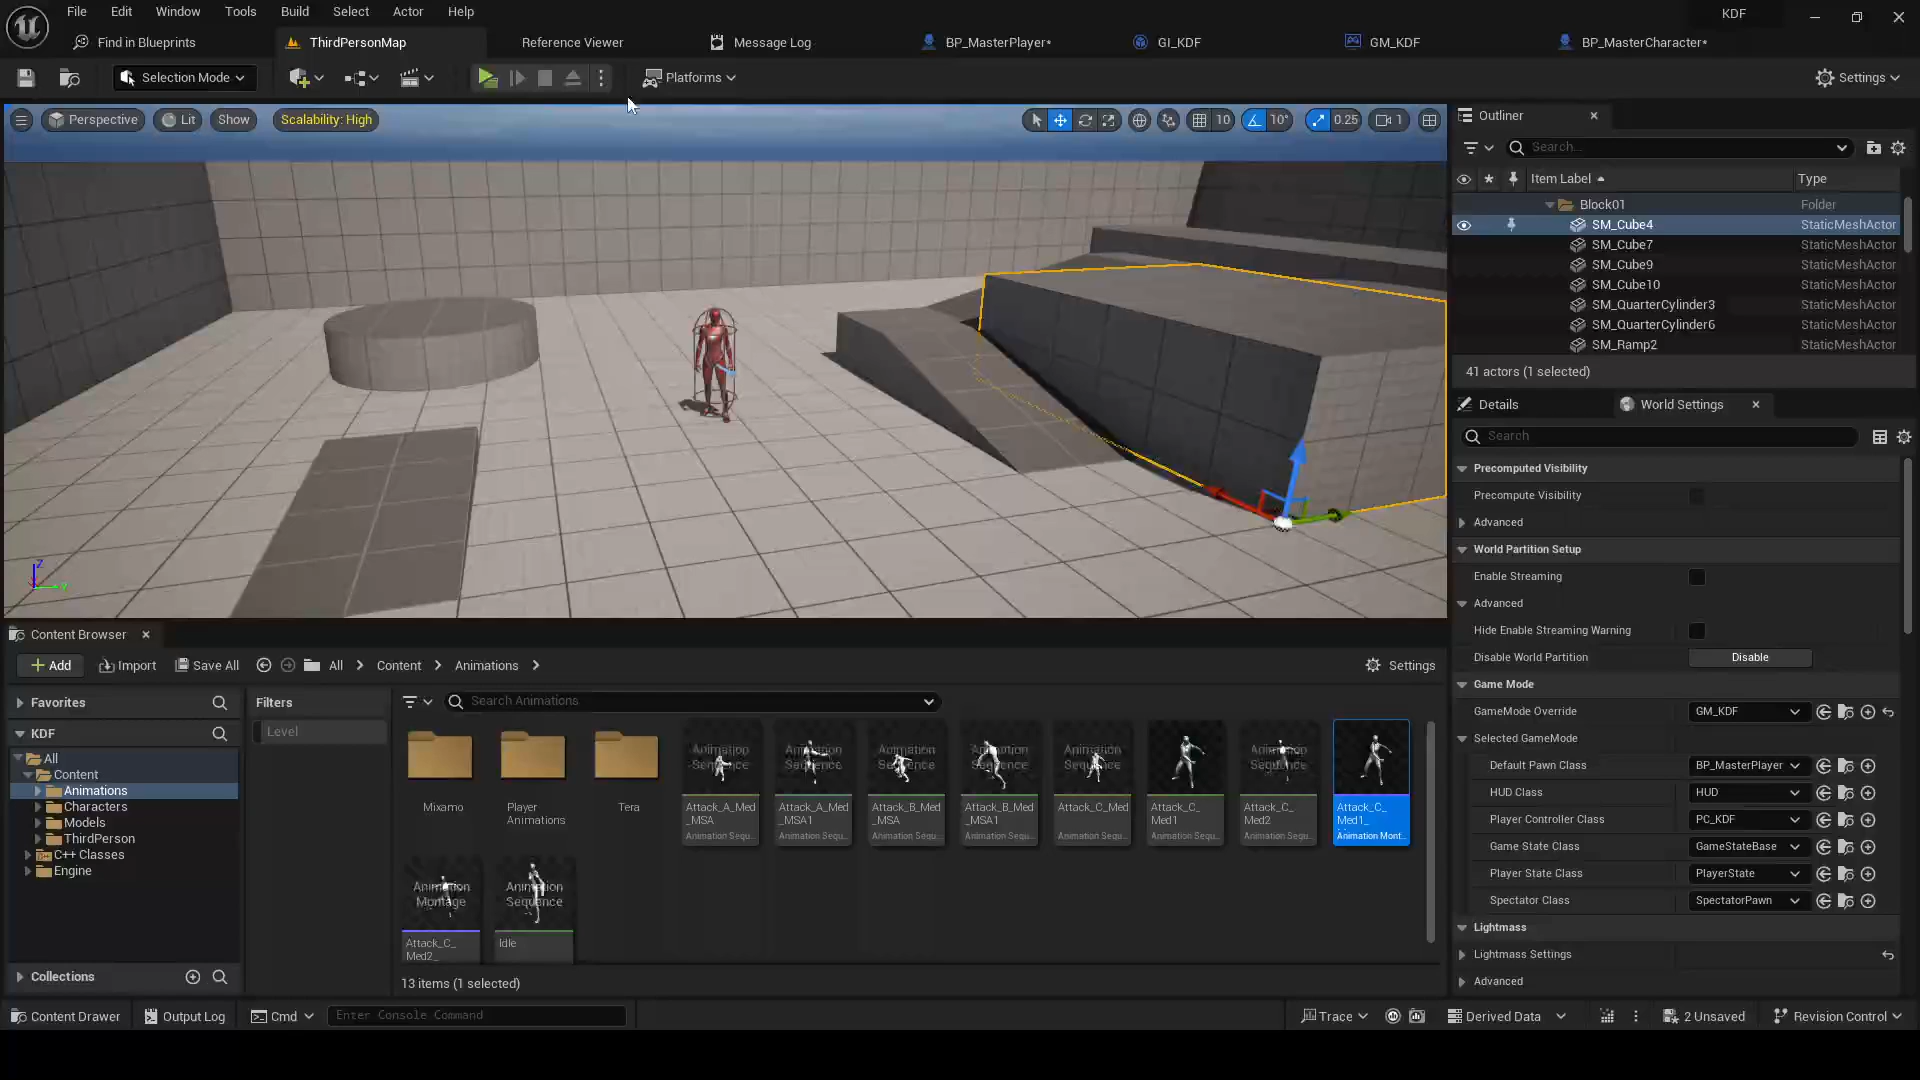 File Edit Window Tools Build Select Actor Help
KDF
Find in Blueprints
ThirdPersonMap
Reference Viewer
Message Log
BP_MasterPlayer*
GI_KDF
GM_KDF
BP_MasterCharacter*
Selection Mode
Platforms
Settings
Perspective
Lit
Show
Scalability: High
10
10°
0.25
1
Z
Y
Outliner
Search...
Item Label
Type
Block01 Folder
SM_Cube4 StaticMeshActor
SM_Cube7 StaticMeshActor
SM_Cube9 StaticMeshActor
SM_Cube10 StaticMeshActor
SM_QuarterCylinder3 StaticMeshActor
SM_QuarterCylinder6 StaticMeshActor
SM_Ramp2 StaticMeshActor
41 actors (1 selected)
Details
World Settings
Search
Precomputed Visibility
Precompute Visibility
Advanced
World Partition Setup
Enable Streaming
Advanced
Hide Enable Streaming Warning
Disable World Partition Disable
Game Mode
GameMode Override GM_KDF
Selected GameMode
Default Pawn Class BP_MasterPlayer
HUD Class HUD
Player Controller Class PC_KDF
Game State Class GameStateBase
Player State Class PlayerState
Spectator Class SpectatorPawn
Lightmass
Lightmass Settings
Advanced
Content Browser
Add
Import
Save All
All
Content
Animations
Settings
Favorites
KDF
All
Content
Animations
Characters
Models
ThirdPerson
C++ Classes
Engine
Collections
Filters
Level
Search Animations
Mixamo
Player
Animations
Tera
Animation
Sequence
Attack_A_Med
_MSA
Animation Sequ...
Animation
Sequence
Attack_A_Med
_MSA1
Animation Sequ...
Animation
Sequence
Attack_B_Med
_MSA
Animation Sequ...
Animation
Sequence
Attack_B_Med
_MSA1
Animation Sequ...
Animation
Sequence
Attack_C_Med
Animation Sequ...
Attack_C_
Med1
Animation Sequ...
Animation
Sequence
Attack_C_
Med2
Animation Sequ...
Attack_C_
Med1_
Animation Mont...
Animation
Montage
Attack_C_
Med2_
Animation
Sequence
Idle
13 items (1 selected)
Content Drawer
Output Log
Cmd
Enter Console Command
Trace
Derived Data
2 Unsaved
Revision Control